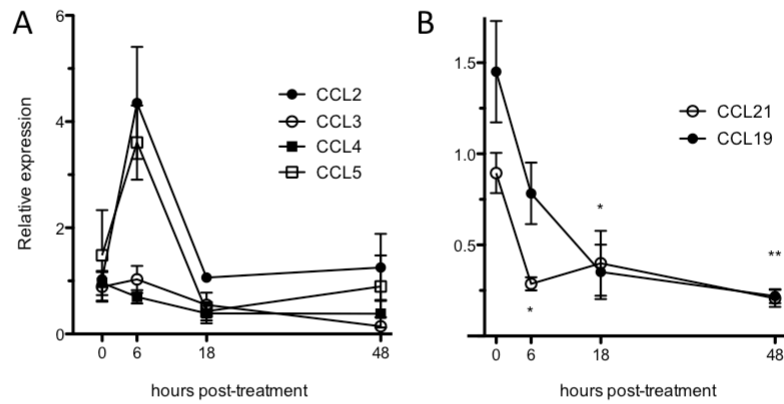 A
6
4
2
0
Relative expression
CCL2
CCL3
CCL4
CCL5
0 6 18 48
hours post-treatment
B
1.5
1.0
0.5
CCL21
CCL19
*
*
**
0 6 18 48
hours post-treatment